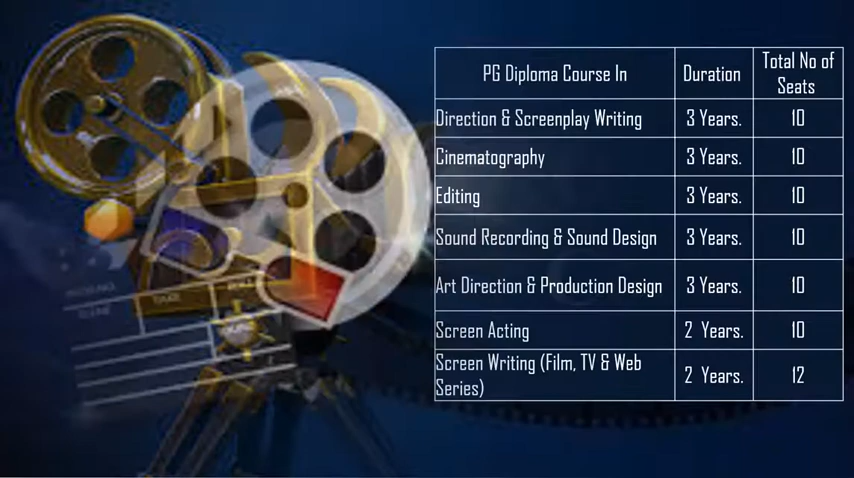 PG Diploma Course In Duration Total No of
Seats
Direction & Screenplay Writing 3 Years. 10
Cinematography 3 Years. 10
Editing 3 Years. 10
Sound Recording & Sound Design 3 Years. 10
Art Direction & Production Design 3 Years. 10
Screen Acting 2 Years. 10
Screen Writing (Film, TV & Web
Series) 2 Years. 12
SCENE TAKE